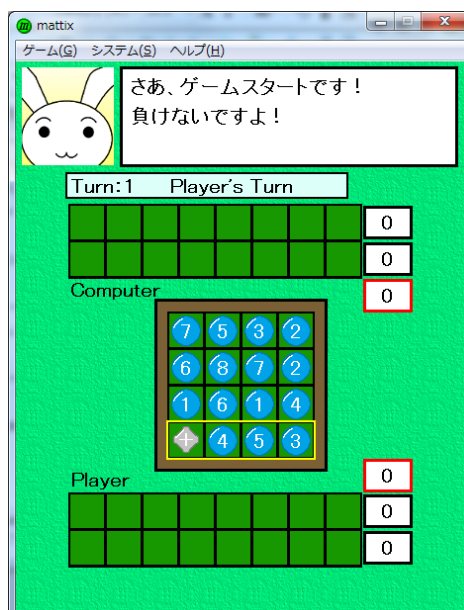 mattix
ゲーム(G) システム(S) ヘルプ(H)
さあ、ゲームスタートです！
負けないですよ！
Turn:1 Player's Turn
0
0
Computer
0
7 5 3 2
6 8 7 2
1 6 1 4
4 5 3
Player
0
0
0